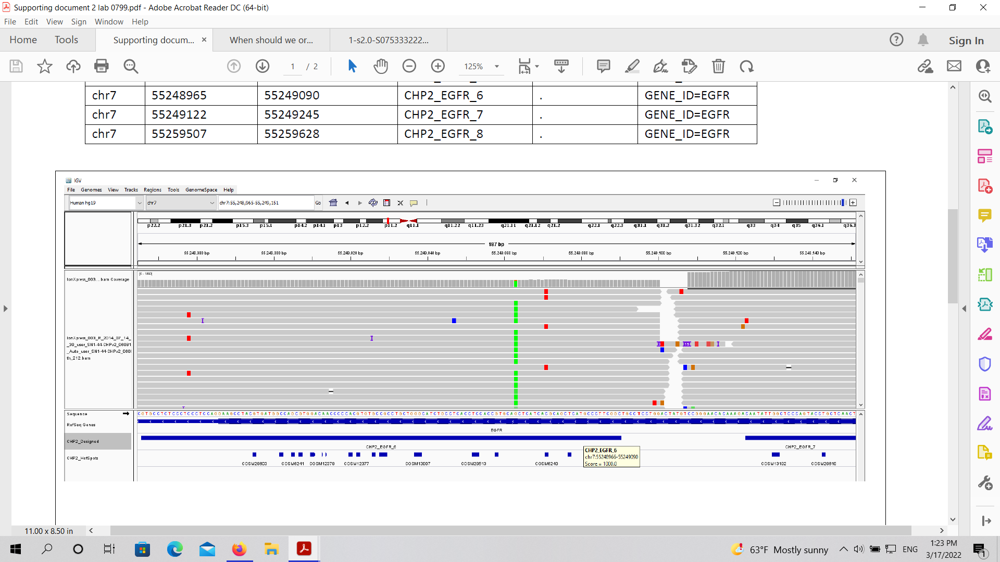 Supporting document 2 lab 0799.pdf - Adobe Acrobat Reader DC (64-bit)
File Edit View Sign Window Help
Home Tools Supporting docum... × When should we or... 1-s2.0-S075333222... Sign In
1 / 2 125%
chr7 55248965 55249090 CHP2_EGFR_6 . GENE_ID=EGFR
chr7 55249122 55249245 CHP2_EGFR_7 . GENE_ID=EGFR
chr7 55259507 55259628 CHP2_EGFR_8 . GENE_ID=EGFR
IGV
File Genomes View Tracks Regions Tools GenomeSpace Help
Human hg19 chr7 chr7:55,248,965-55,249,151 Go
p22.2 p21.3 p21.2 p15.3 p15.1 p14.2 p14.1 p13 p12.2 p11.2 q11.1 q11.22 q11.23 q21.11 q21.12 q21.2 q22.1 q22.3 q31.1 q31.2 q31.32 q32.1 q33 q34 q35 q36.1 q36.3
187 bp
55,248,980 bp 55,249,000 bp 55,249,020 bp 55,249,040 bp 55,249,060 bp 55,249,080 bp 55,249,100 bp 55,249,120 bp 55,249,140 bp
IonXpress_003....bam Coverage
IonXpress_003_R_2014_07_14_
_30_user_SN1-44-CHPv2_06081
_Auto_user_SN1-44-CHPv2_060
th_212.bam
Sequence
RefSeq Genes
EGFR
CHP2_Designed
CHP2_EGFR_6 CHP2_EGFR_7
CHP2_EGFR_6
chr7:55248966-55249090
Score = 1000.0
CHP2_HotSpots
COSM28603 COSM6241 COSM12378 COSM12377 COSM13007 COSM28513 COSM6240 COSM13192 COSM28610
11.00 x 8.50 in
63°F Mostly sunny ENG 1:23 PM
3/17/2022
1